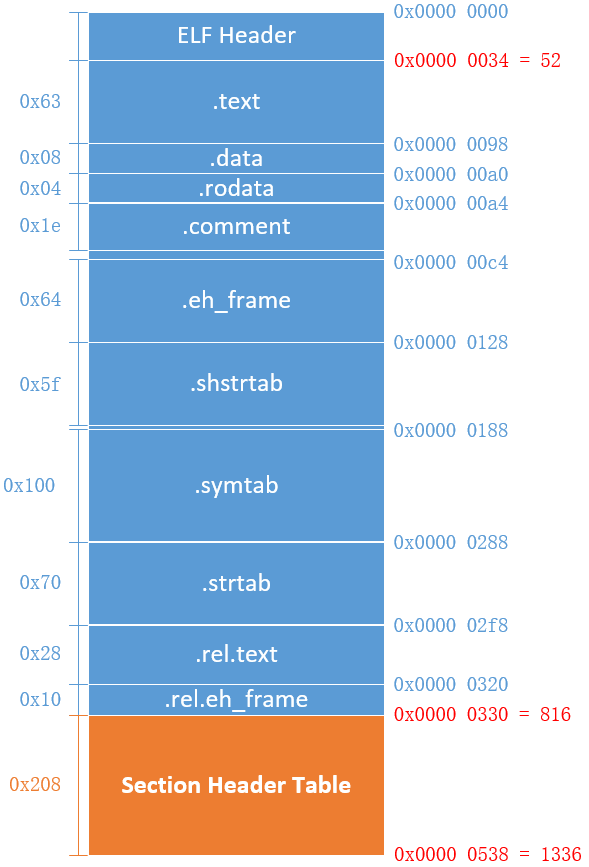 0x0000 0000
ELF Header
0x0000 0034 = 52
0x63
.text
0x0000 0098
0x08
.data
0x0000 00a0
0x04
.rodata
0x0000 00a4
0x1e
.comment
0x0000 00c4
0x64
.eh_frame
0x0000 0128
0x5f
.shstrtab
0x0000 0188
0x100
.symtab
0x0000 0288
0x70
.strtab
0x0000 02f8
0x28
.rel.text
0x0000 0320
0x10
.rel.eh_frame
0x0000 0330 = 816
0x208
Section Header Table
0x0000 0538 = 1336